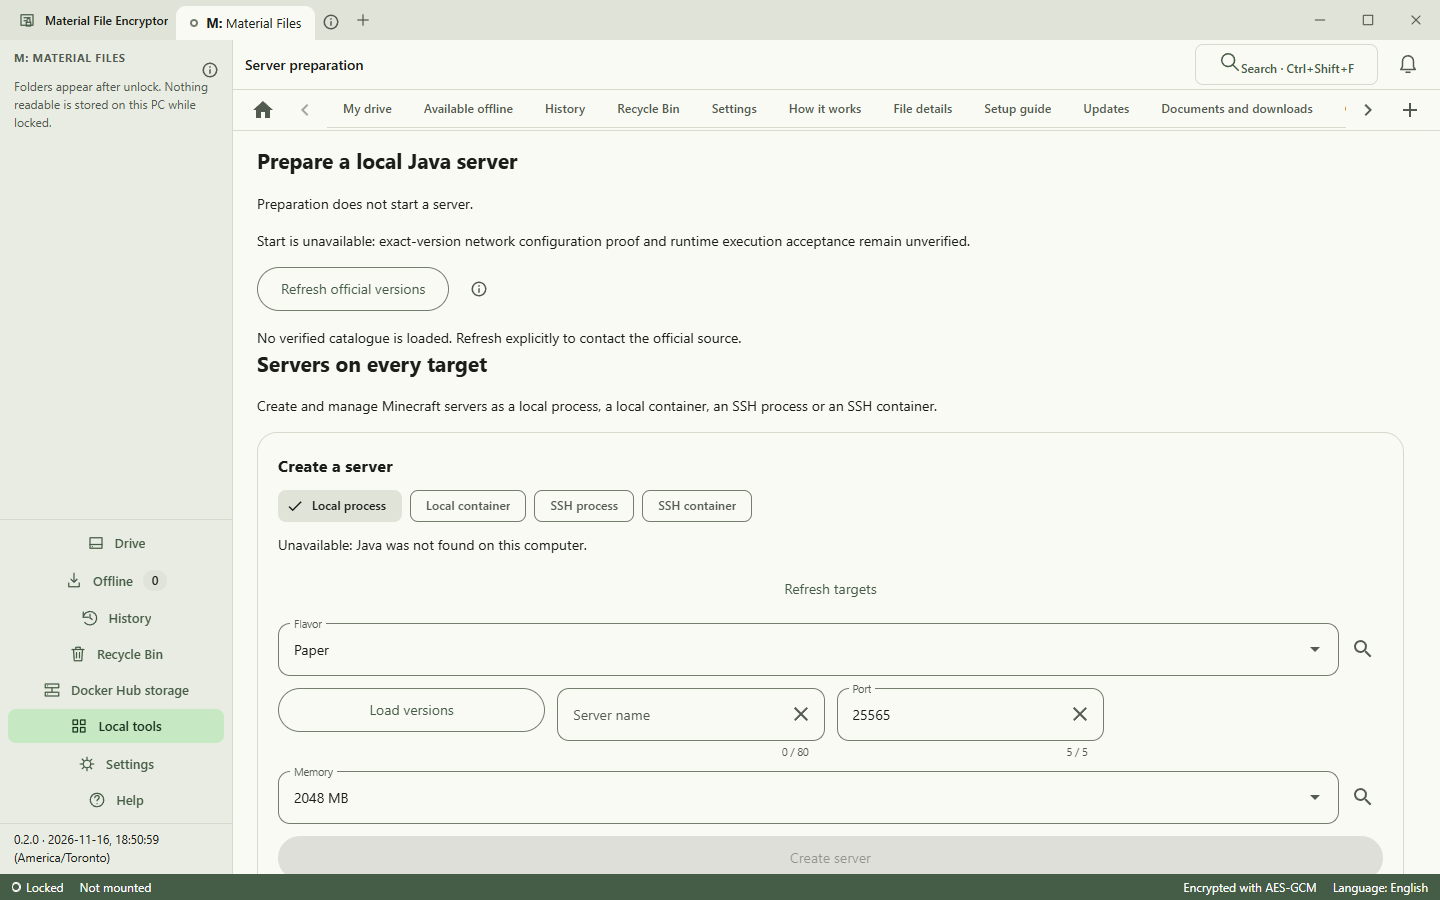 Material File Encryptor
M: Material Files
M: MATERIAL FILES
Folders appear after unlock. Nothing
readable is stored on this PC while
locked.
Drive
Offline 0
History
Recycle Bin
Docker Hub storage
Local tools
Settings
Help
0.2.0 · 2026-11-16, 18:50:59
(America/Toronto)
Server preparation
Search · Ctrl+Shift+F
My drive Available offline History Recycle Bin Settings How it works File details Setup guide Updates Documents and downloads
Prepare a local Java server
Preparation does not start a server.
Start is unavailable: exact-version network configuration proof and runtime execution acceptance remain unverified.
Refresh official versions
No verified catalogue is loaded. Refresh explicitly to contact the official source.
Servers on every target
Create and manage Minecraft servers as a local process, a local container, an SSH process or an SSH container.
Create a server
Local process Local container SSH process SSH container
Unavailable: Java was not found on this computer.
Refresh targets
Flavor
Paper
Load versions
Server name
0 / 80
Port
25565
5 / 5
Memory
2048 MB
Create server
Locked Not mounted
Encrypted with AES-GCM Language: English